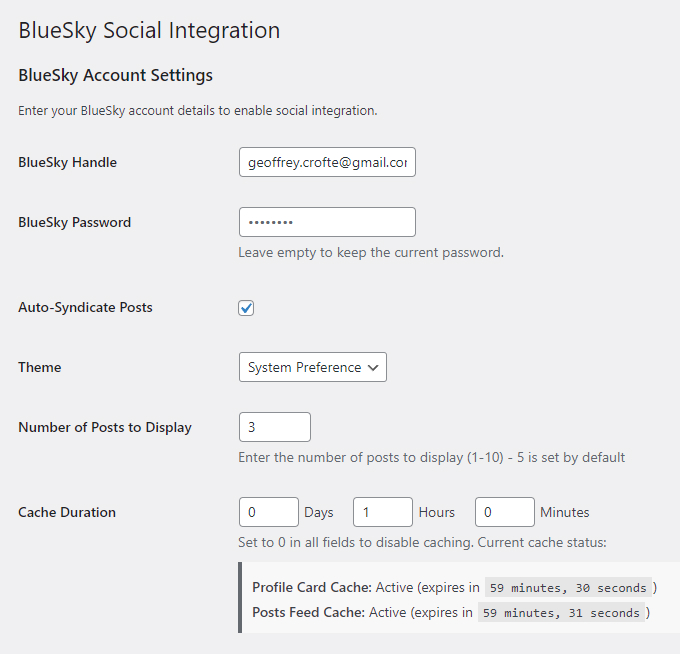 BlueSky Social Integration
BlueSky Account Settings
Enter your BlueSky account details to enable social integration.
BlueSky Handle geoffrey.crofte@gmail.cor
BlueSky Password ••••••••
Leave empty to keep the current password.
Auto-Syndicate Posts
Theme System Preference
Number of Posts to Display 3
Enter the number of posts to display (1-10) - 5 is set by default
Cache Duration 0 Days 1 Hours 0 Minutes
Set to 0 in all fields to disable caching. Current cache status:
Profile Card Cache: Active (expires in 59 minutes, 30 seconds )
Posts Feed Cache: Active (expires in 59 minutes, 31 seconds )